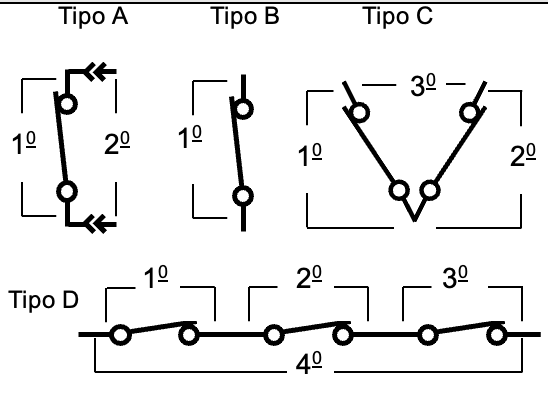 Tipo A Tipo B Tipo C
3º
1º 2º 1º 1º 2º
1º 2º 3º
Tipo D
4º